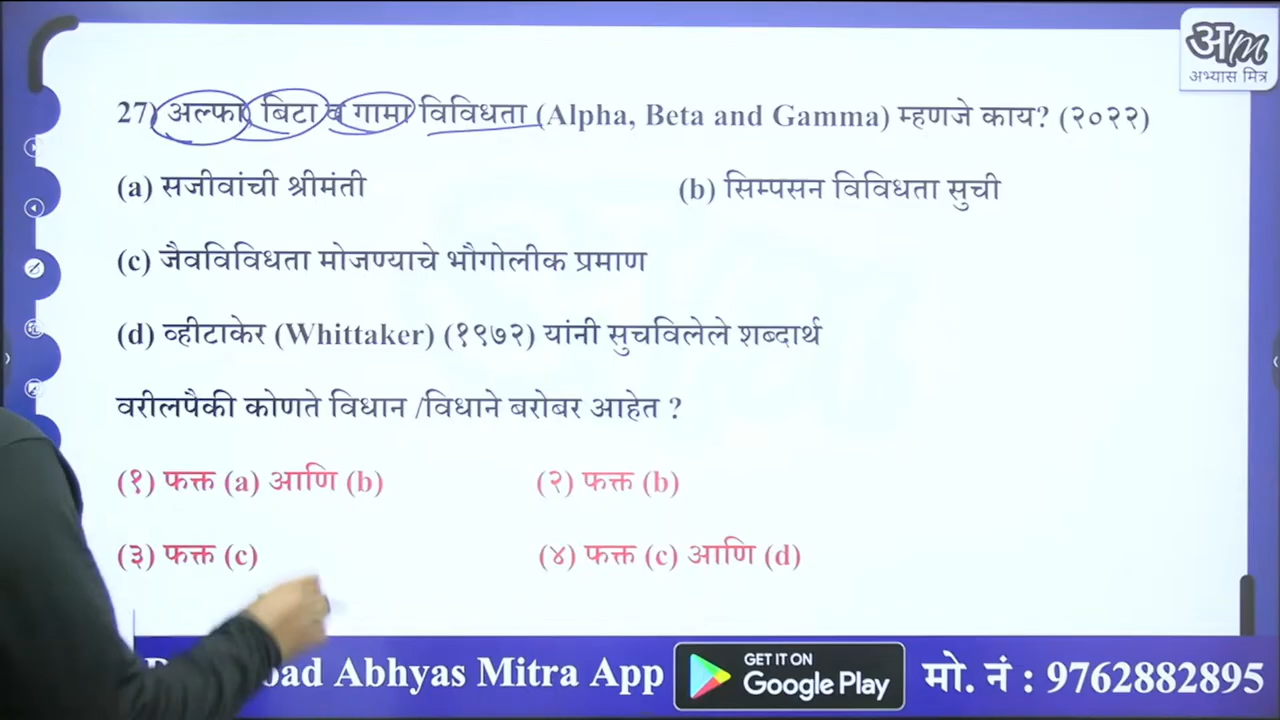 अm
अभ्यास मित्र
27) अल्फा बिटा व गामा विविधता (Alpha, Beta and Gamma) म्हणजे काय? (२०२२)
(a) सजीवांची श्रीमंती (b) सिम्पसन विविधता सुची
(c) जैवविविधता मोजण्याचे भौगोलीक प्रमाण
(d) व्हीटाकेर (Whittaker) (१९७२) यांनी सुचविलेले शब्दार्थ
वरीलपैकी कोणते विधान /विधाने बरोबर आहेत ?
(१) फक्त (a) आणि (b) (२) फक्त (b)
(३) फक्त (c) (४) फक्त (c) आणि (d)
Abhyas Mitra App GET IT ON Google Play मो. नं : 9762882895